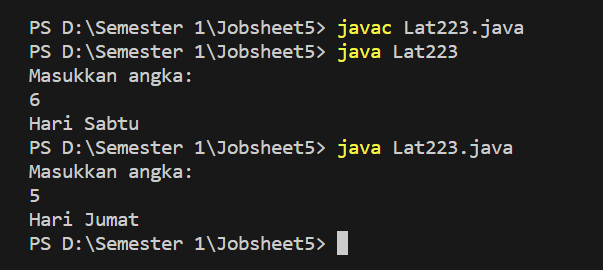 PS D:\Semester 1\Jobsheet5> javac Lat223.java
PS D:\Semester 1\Jobsheet5> java Lat223
Masukkan angka:
6
Hari Sabtu
PS D:\Semester 1\Jobsheet5> java Lat223.java
Masukkan angka:
5
Hari Jumat
PS D:\Semester 1\Jobsheet5>